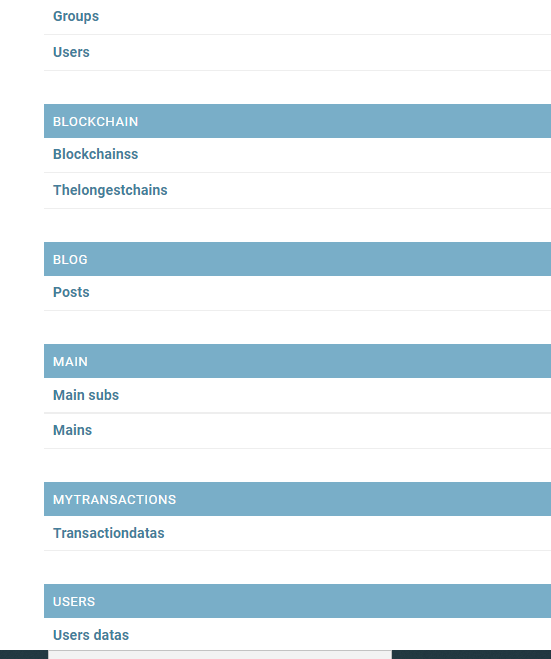 Groups
Users
BLOCKCHAIN
Blockchainss
Thelongestchains
BLOG
Posts
MAIN
Main subs
Mains
MYTRANSACTIONS
Transactiondatas
USERS
Users datas